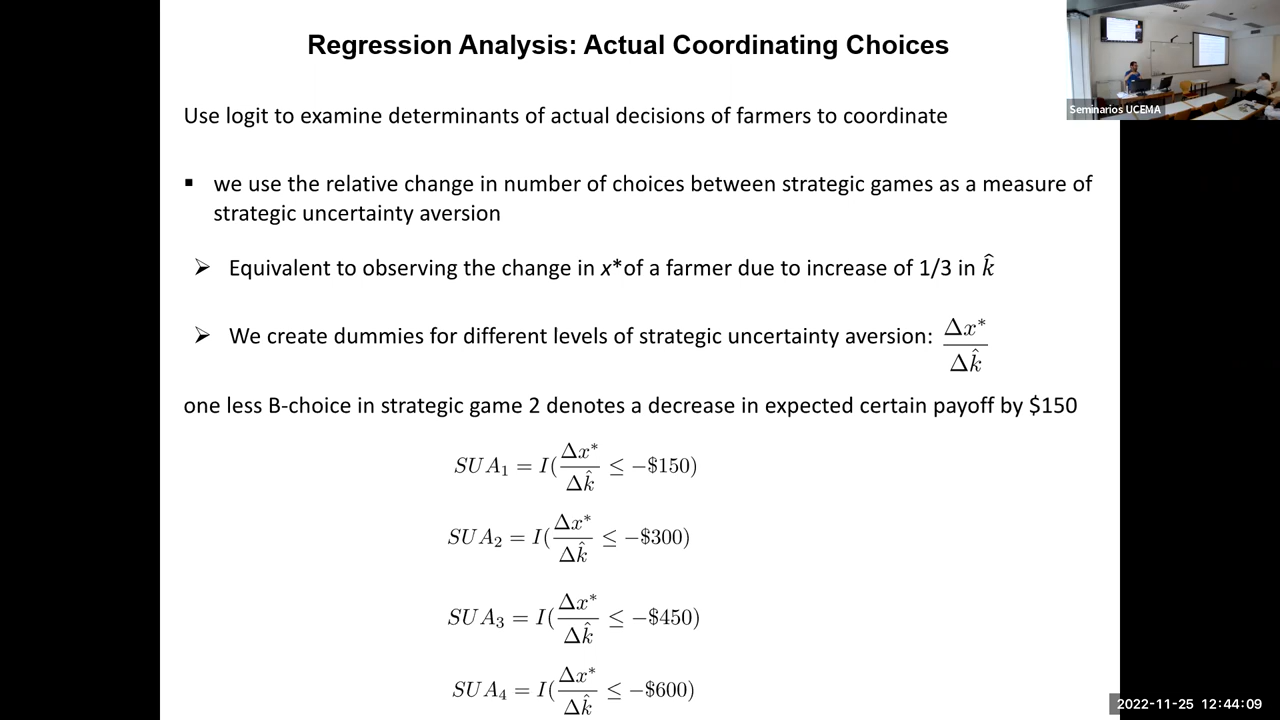 Regression Analysis: Actual Coordinating Choices
Seminarios UCEMA
Use logit to examine determinants of actual decisions of farmers to coordinate
▪ we use the relative change in number of choices between strategic games as a measure of
strategic uncertainty aversion
➢ Equivalent to observing the change in x*of a farmer due to increase of 1/3 in k̂
➢ We create dummies for different levels of strategic uncertainty aversion: Δx*/Δk̂
one less B-choice in strategic game 2 denotes a decrease in expected certain payoff by $150
SUA₁ = I(Δx*/Δk̂ ≤ −$150)
SUA₂ = I(Δx*/Δk̂ ≤ −$300)
SUA₃ = I(Δx*/Δk̂ ≤ −$450)
SUA₄ = I(Δx*/Δk̂ ≤ −$600)
2022-11-25 12:44:09